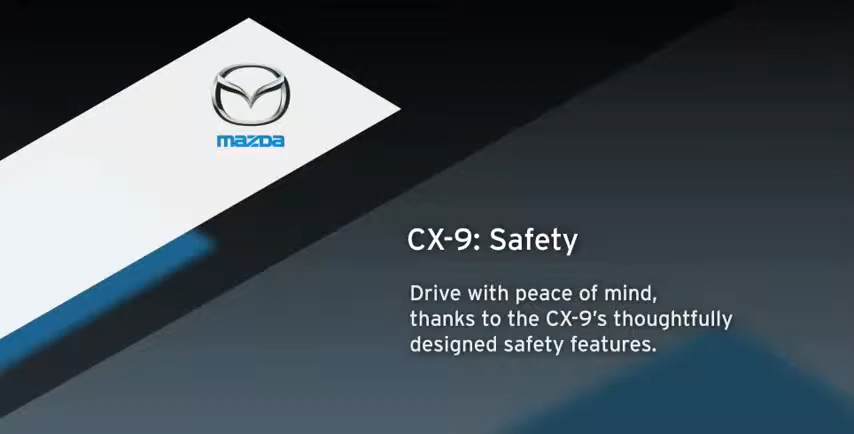 mazda
CX-9: Safety
Drive with peace of mind,
thanks to the CX-9's thoughtfully
designed safety features.